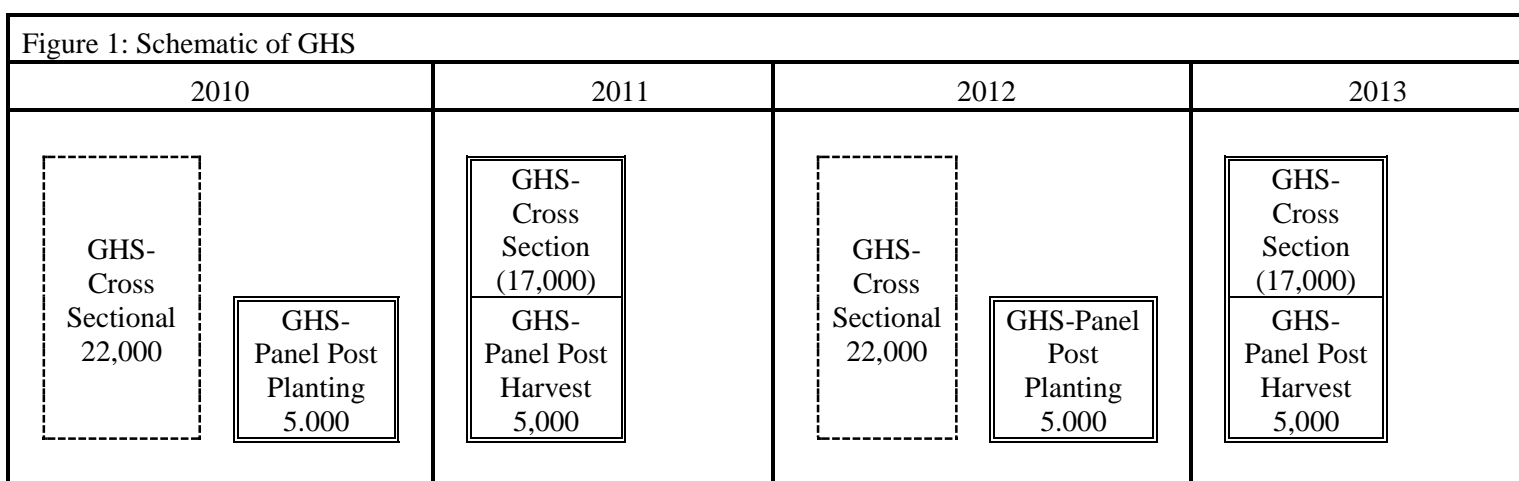 Figure 1: Schematic of GHS
2010
2011
2012
2013
GHS-
Cross
Sectional
22,000
GHS-
Panel Post
Planting
5.000
GHS-
Cross
Section
(17,000)
GHS-
Panel Post
Harvest
5,000
GHS-
Cross
Sectional
22,000
GHS-Panel
Post
Planting
5.000
GHS-
Cross
Section
(17,000)
GHS-
Panel Post
Harvest
5,000